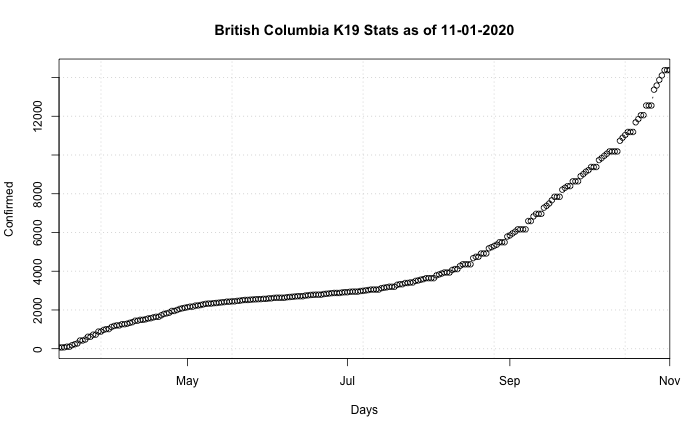 British Columbia K19 Stats as of 11-01-2020
Confirmed
12000
8000
6000
4000
2000
0
May Jul Sep Nov
Days